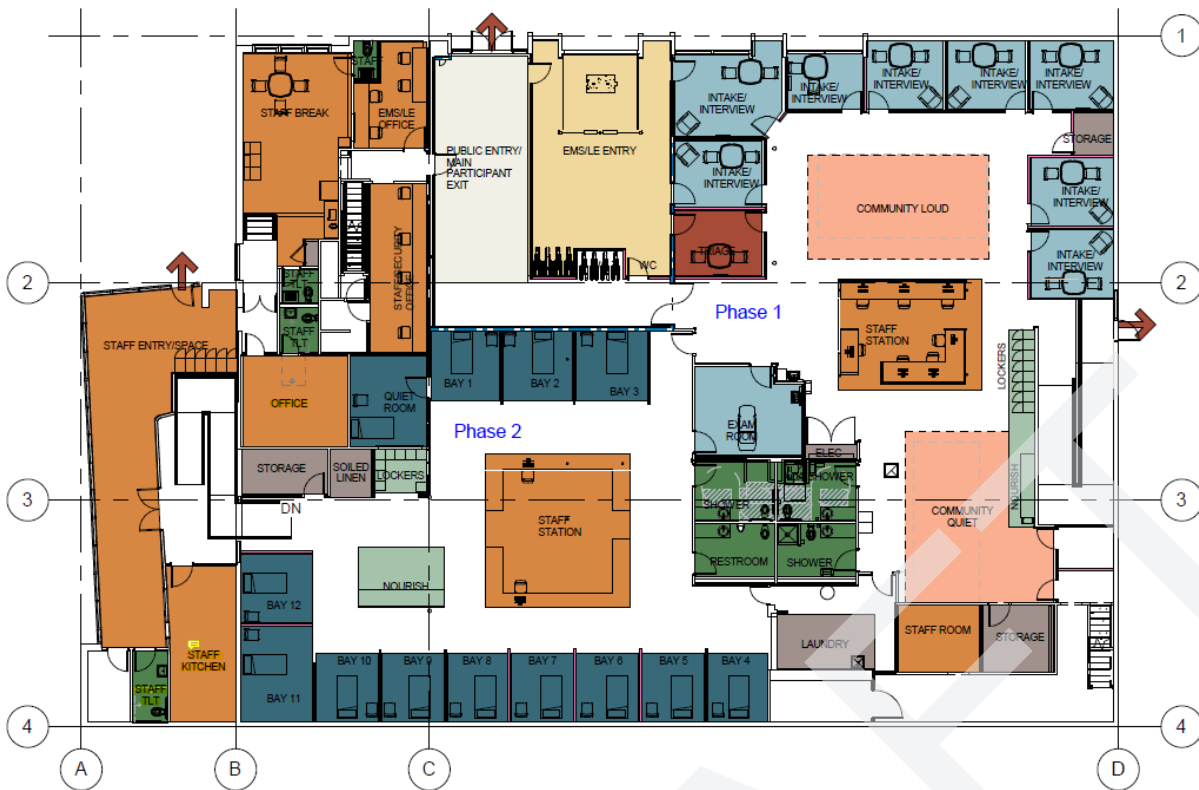 1
STAFF
STAFF BREAK
EMS/LE
OFFICE
PUBLIC ENTRY/
MAIN
PARTICIPANT
EXIT
EMS/LE ENTRY
INTAKE/
INTERVIEW
INTAKE/
INTERVIEW
INTAKE/
INTERVIEW
INTAKE/
INTERVIEW
INTAKE/
INTERVIEW
STORAGE
INTAKE/
INTERVIEW
INTAKE/
INTERVIEW
COMMUNITY LOUD
TRIAGE
WC
INTAKE/
INTERVIEW
STAFF/SECURITY
OFFICE
STAFF
TLT
STAFF
TLT
2
2
Phase 1
STAFF
STATION
LOCKERS
STAFF ENTRY/SPACE
OFFICE
QUIET
ROOM
BAY 1
BAY 2
BAY 3
EXAM
ROOM
Phase 2
ELEC
STORAGE
SOILED
LINEN
LOCKERS
SHOWER
SHOWER
NOURISH
3
3
DN
STAFF
STATION
COMMUNITY
QUIET
RESTROOM
SHOWER
NOURISH
BAY 12
STAFF
KITCHEN
LAUNDRY
STAFF ROOM
STORAGE
STAFF
TLT
BAY 11
BAY 10
BAY 9
BAY 8
BAY 7
BAY 6
BAY 5
BAY 4
4
4
A
B
C
D